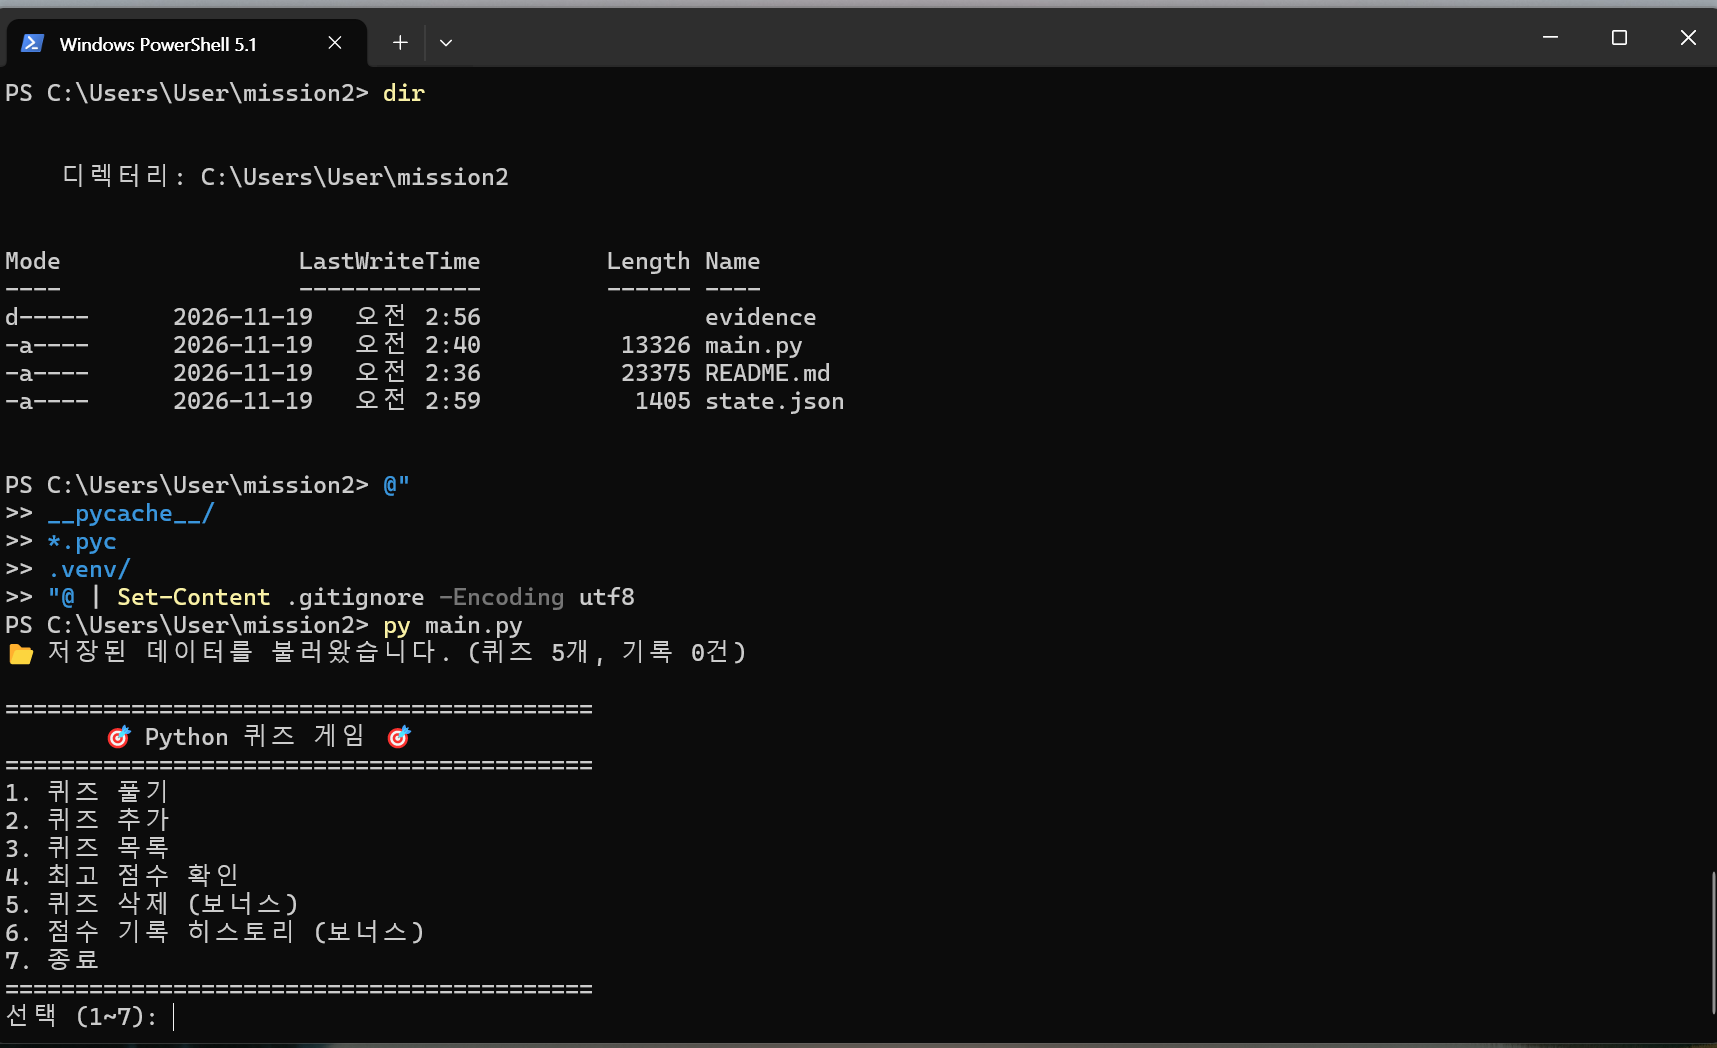 Windows PowerShell 5.1
PS C:\Users\User\mission2> dir
디렉터리: C:\Users\User\mission2
Mode                 LastWriteTime         Length Name
----                 -------------         ------ ----
d-----      2026-11-19   오전 2:56                evidence
-a----      2026-11-19   오전 2:40          13326 main.py
-a----      2026-11-19   오전 2:36          23375 README.md
-a----      2026-11-19   오전 2:59           1405 state.json
PS C:\Users\User\mission2> @"
>> __pycache__/
>> *.pyc
>> .venv/
>> "@ | Set-Content .gitignore -Encoding utf8
PS C:\Users\User\mission2> py main.py
📂 저장된 데이터를 불러왔습니다. (퀴즈 5개, 기록 0건)
==========================================
🎯 Python 퀴즈 게임 🎯
==========================================
1. 퀴즈 풀기
2. 퀴즈 추가
3. 퀴즈 목록
4. 최고 점수 확인
5. 퀴즈 삭제 (보너스)
6. 점수 기록 히스토리 (보너스)
7. 종료
==========================================
선택 (1~7):